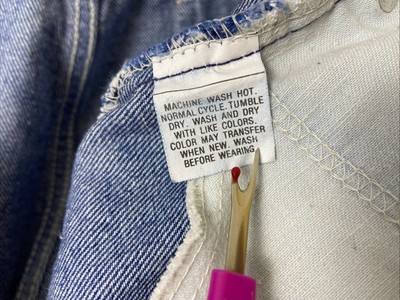 MACHINE WASH HOT.
NORMAL CYCLE. TUMBLE
DRY. WASH AND DRY
WITH LIKE COLORS.
COLOR MAY TRANSFER
WHEN NEW. WASH
BEFORE WEARING.